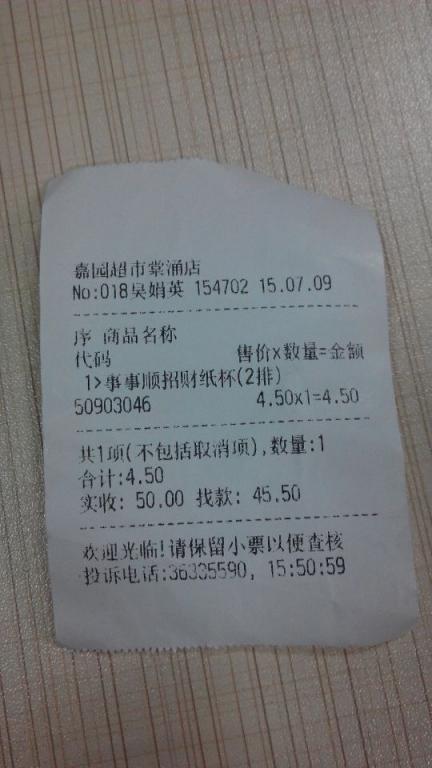 嘉园超市棠涌店
No:018吴娟英 154702 15.07.09
序 商品名称
代码 售价x数量=金额
1>事事顺招财纸杯(2排)
50903046 4.50x1=4.50
共1项(不包括取消项),数量:1
合计:4.50
实收: 50.00 找款: 45.50
欢迎光临!请保留小票以便查核
投诉电话:36335590, 15:50:59